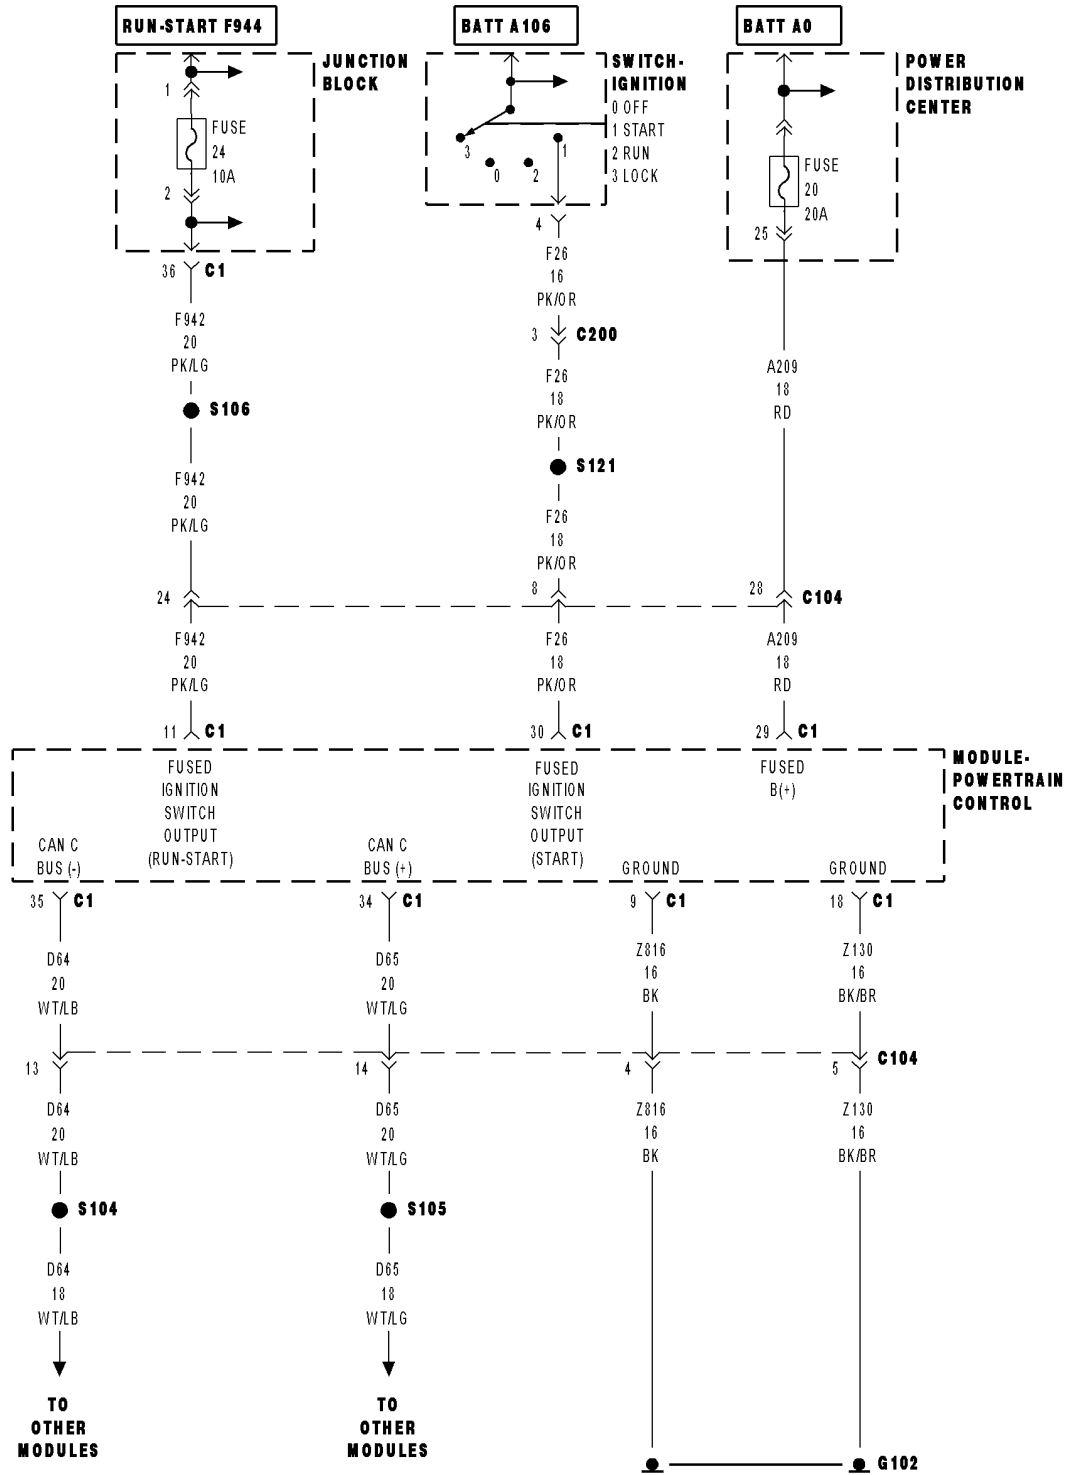 RUN-START F944
BATT A106
BATT A0
JUNCTION
BLOCK
SWITCH-
IGNITION
0 OFF
1 START
2 RUN
3 LOCK
POWER
DISTRIBUTION
CENTER
1
FUSE
24
10A
2
3
0
2
1
FUSE
20
20A
25
36
C1
4
F942
20
PK/LG
F26
16
PK/OR
3
C200
A209
18
RD
S106
F26
18
PK/OR
S121
F942
20
PK/LG
F26
18
PK/OR
24
8
28
C104
F942
20
PK/LG
F26
18
PK/OR
A209
18
RD
11
C1
30
C1
29
C1
MODULE-
POWERTRAIN
CONTROL
FUSED
IGNITION
SWITCH
OUTPUT
(RUN-START)
FUSED
IGNITION
SWITCH
OUTPUT
(START)
FUSED
B(+)
CAN C
BUS (-)
CAN C
BUS (+)
GROUND
GROUND
35
C1
34
C1
9
C1
18
C1
D64
20
WT/LB
D65
20
WT/LG
Z816
16
BK
Z130
16
BK/BR
13
14
4
5
C104
D64
20
WT/LB
D65
20
WT/LG
Z816
16
BK
Z130
16
BK/BR
S104
S105
D64
18
WT/LB
D65
18
WT/LG
TO
OTHER
MODULES
TO
OTHER
MODULES
G102